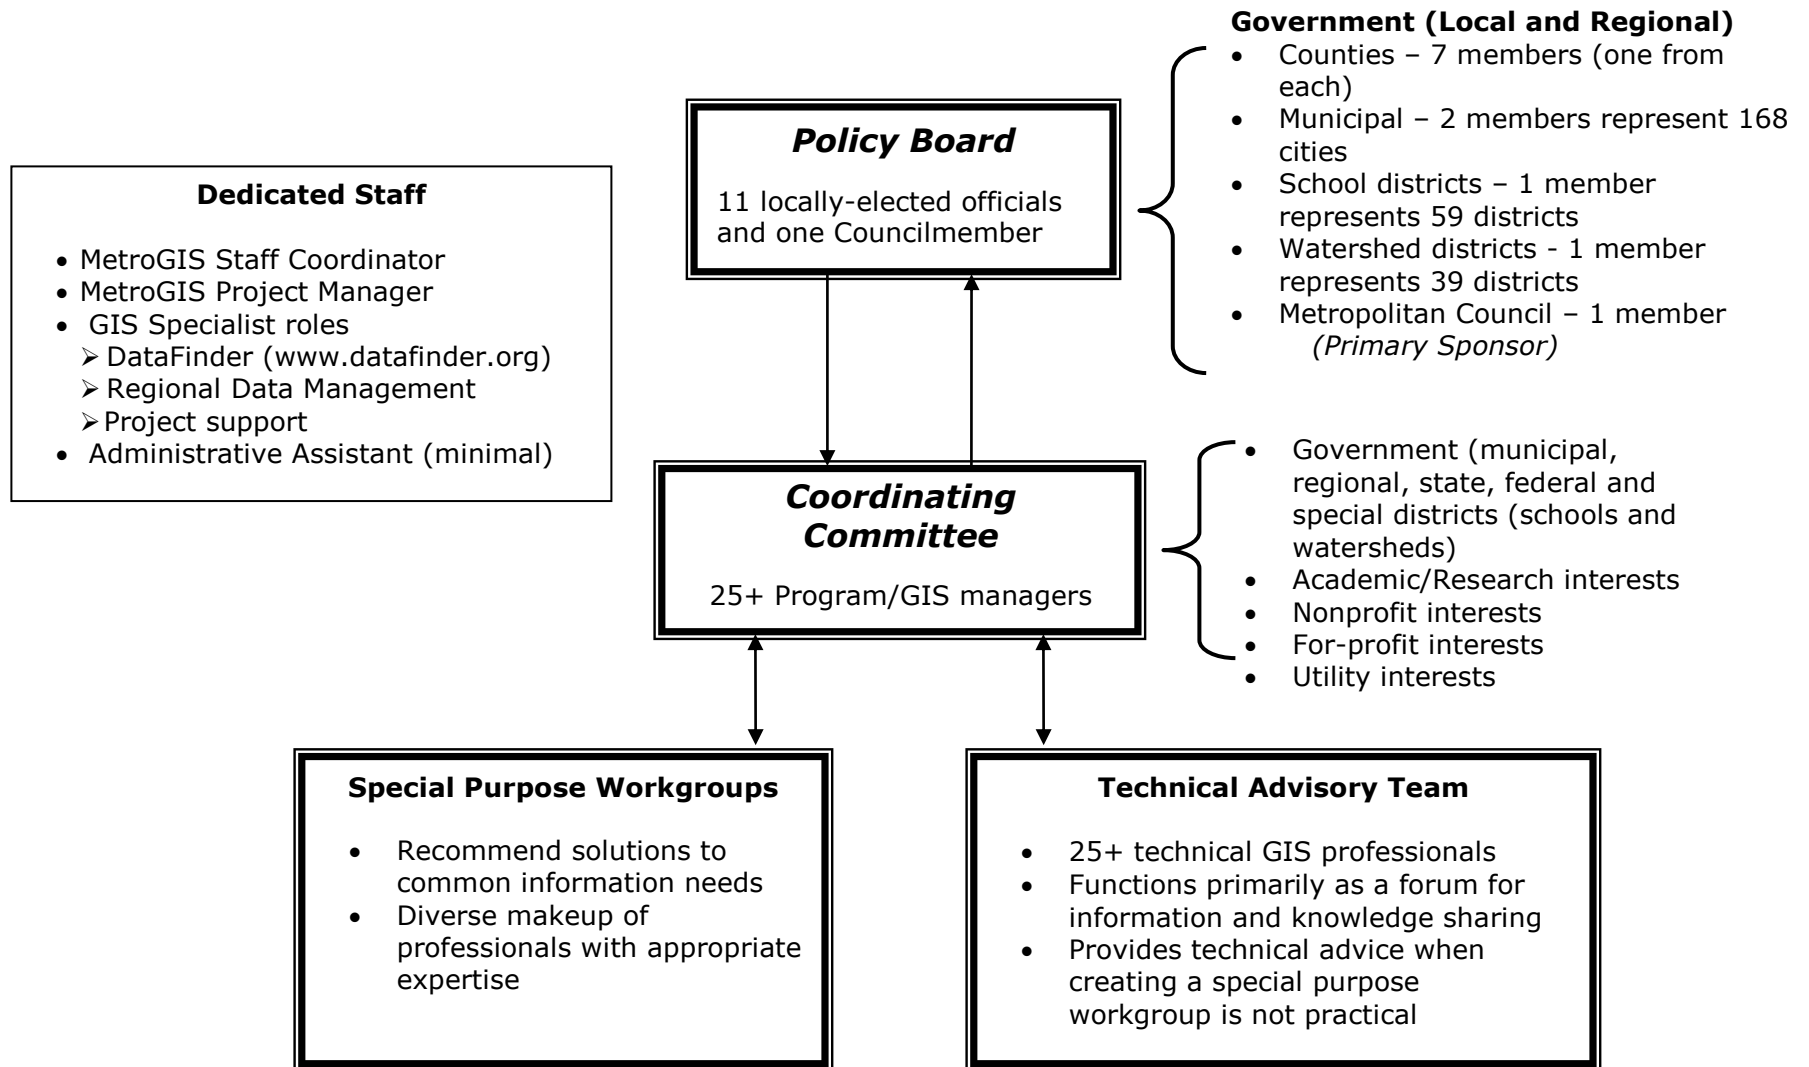 Government (Local and Regional)
• Counties – 7 members (one from
each)
• Municipal – 2 members represent 168
cities
• School districts – 1 member
represents 59 districts
• Watershed districts - 1 member
represents 39 districts
• Metropolitan Council – 1 member
(Primary Sponsor)
Policy Board
11 locally-elected officials
and one Councilmember
Dedicated Staff
• MetroGIS Staff Coordinator
• MetroGIS Project Manager
• GIS Specialist roles
➢ DataFinder (www.datafinder.org)
➢ Regional Data Management
➢ Project support
• Administrative Assistant (minimal)
Coordinating
Committee
25+ Program/GIS managers
• Government (municipal,
regional, state, federal and
special districts (schools and
watersheds)
• Academic/Research interests
• Nonprofit interests
• For-profit interests
• Utility interests
Special Purpose Workgroups
• Recommend solutions to
common information needs
• Diverse makeup of
professionals with appropriate
expertise
Technical Advisory Team
• 25+ technical GIS professionals
• Functions primarily as a forum for
information and knowledge sharing
• Provides technical advice when
creating a special purpose
workgroup is not practical